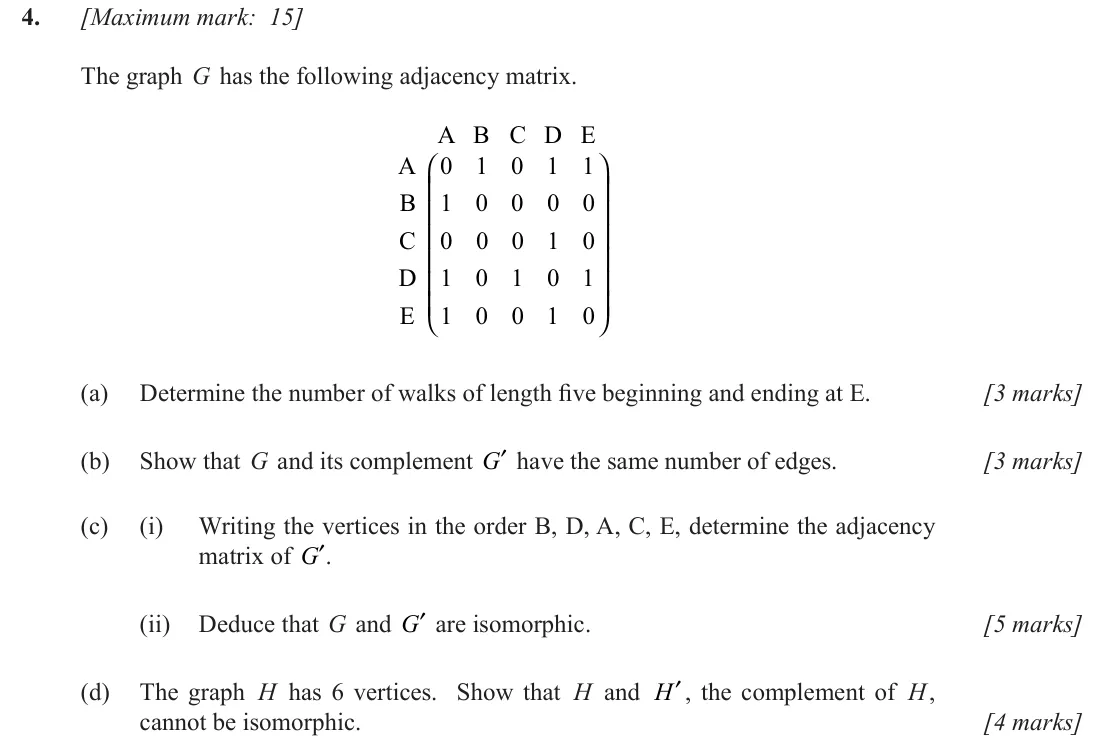 4. [Maximum mark: 15]
The graph G has the following adjacency matrix.
A B C D E
A 0 1 0 1 1
B 1 0 0 0 0
C 0 0 0 1 0
D 1 0 1 0 1
E 1 0 0 1 0
(a) Determine the number of walks of length five beginning and ending at E. [3 marks]
(b) Show that G and its complement G′ have the same number of edges. [3 marks]
(c) (i) Writing the vertices in the order B, D, A, C, E, determine the adjacency
matrix of G′.
(ii) Deduce that G and G′ are isomorphic. [5 marks]
(d) The graph H has 6 vertices. Show that H and H′, the complement of H,
cannot be isomorphic. [4 marks]